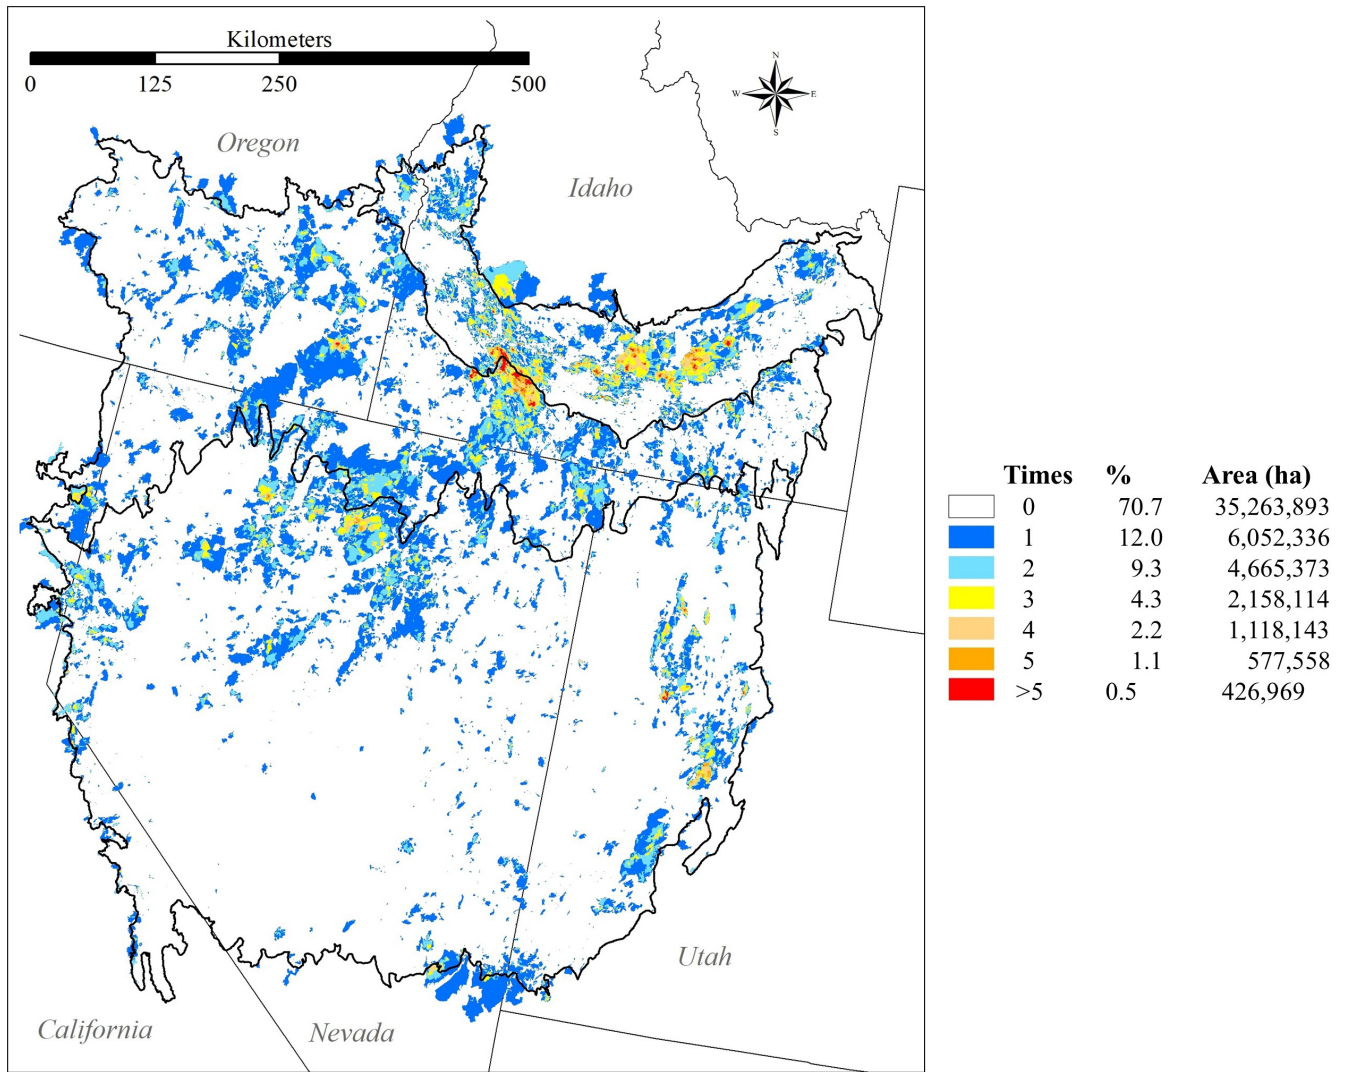 Kilometers
0 125 250 500
N
W E
S
Oregon
Idaho
Utah
California
Nevada
Times % Area (ha)
0 70.7 35,263,893
1 12.0 6,052,336
2 9.3 4,665,373
3 4.3 2,158,114
4 2.2 1,118,143
5 1.1 577,558
>5 0.5 426,969